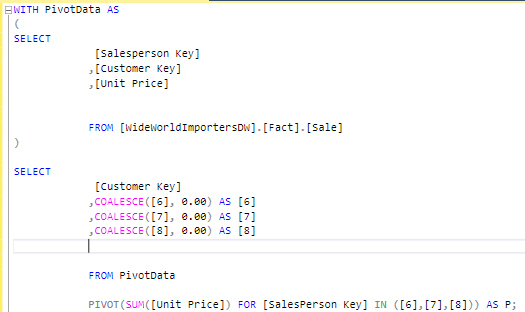 WITH PivotData AS
(
SELECT
[Salesperson Key]
,[Customer Key]
,[Unit Price]
FROM [WideWorldImportersDW].[Fact].[Sale]
)
SELECT
[Customer Key]
,COALESCE([6], 0.00) AS [6]
,COALESCE([7], 0.00) AS [7]
,COALESCE([8], 0.00) AS [8]
FROM PivotData
PIVOT(SUM([Unit Price]) FOR [SalesPerson Key] IN ([6],[7],[8])) AS P;